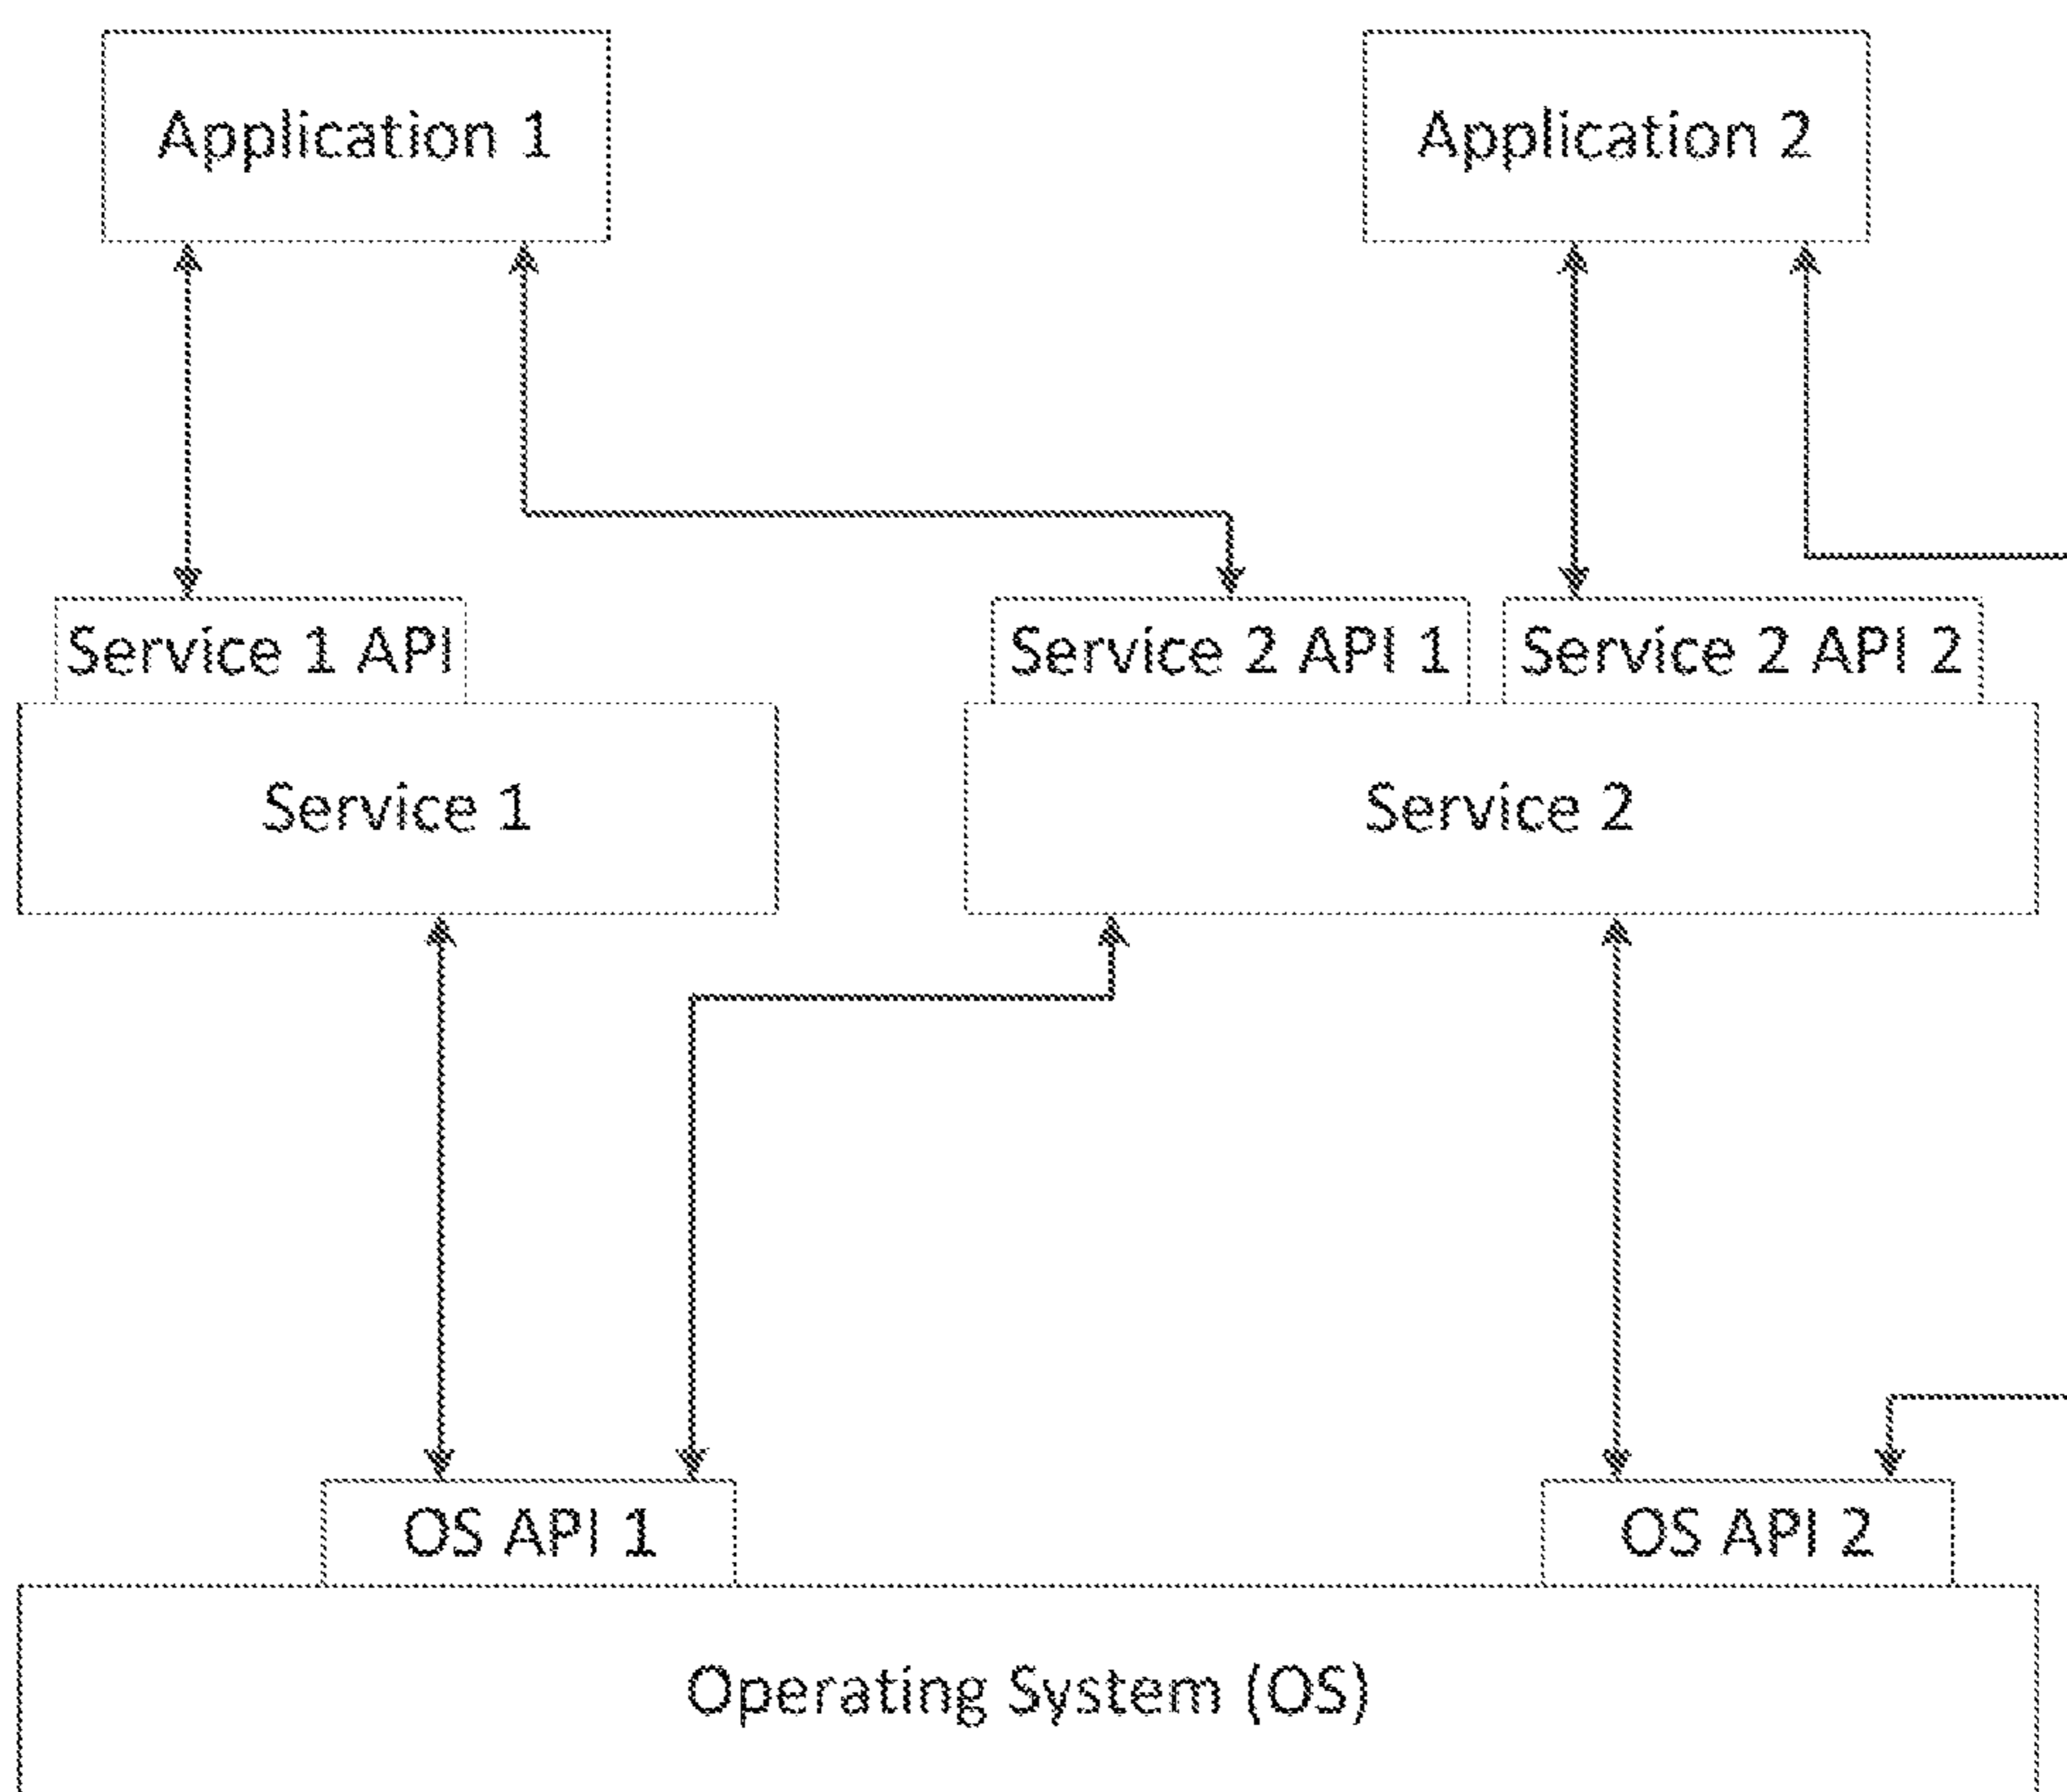 Application 1
Application 2
Service 1 API
Service 2 API 1
Service 2 API 2
Service 1
Service 2
OS API 1
OS API 2
Operating System (OS)